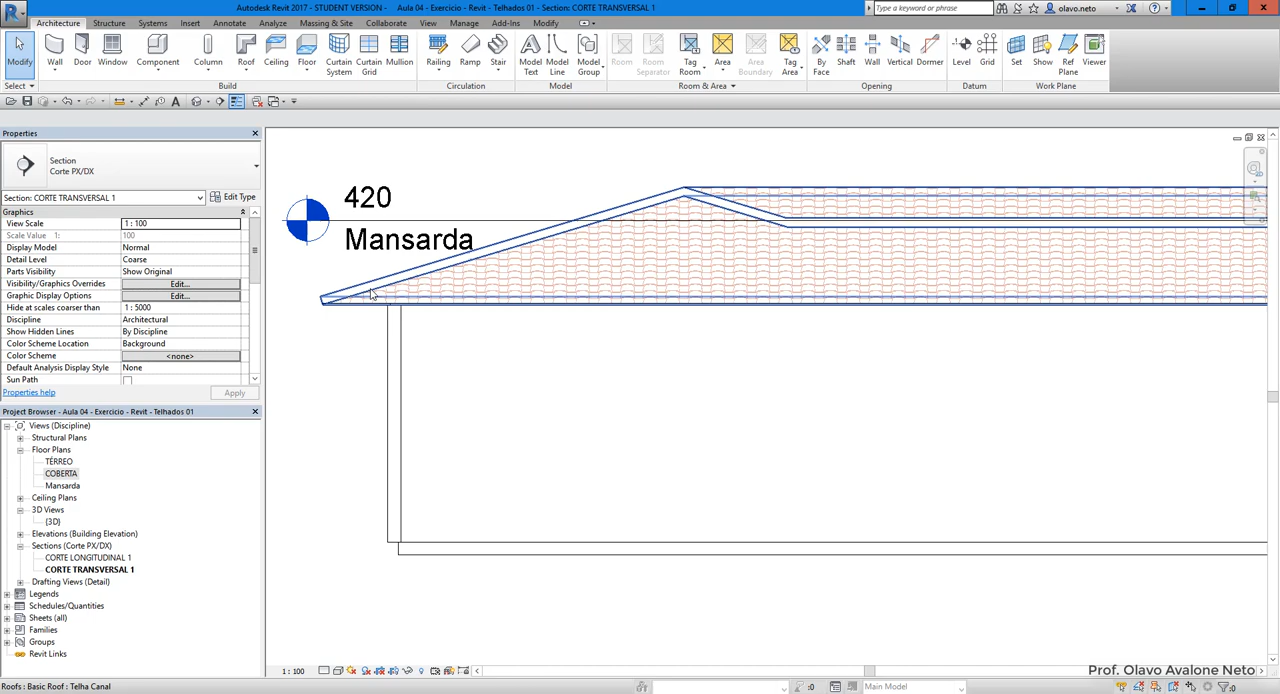 Autodesk Revit 2017 - STUDENT VERSION - Aula 04 - Exercicio - Revit - Telhados 01 - Section: CORTE TRANSVERSAL 1
Type a keyword or phrase
olavo.neto
Architecture Structure Systems Insert Annotate Analyze Massing & Site Collaborate View Manage Add-Ins Modify
Modify Wall Door Window Component Column Roof Ceiling Floor Curtain System Curtain Grid Mullion Railing Ramp Stair Model Text Model Line Model Group Room Room Separator Tag Room Area Area Boundary Tag Area By Face Shaft Wall Vertical Dormer Level Grid Set Show Ref Plane Viewer
Select Build Circulation Model Room & Area Opening Datum Work Plane
Properties
Section
Corte PX/DX
Section: CORTE TRANSVERSAL 1 Edit Type
Graphics
View Scale 1 : 100
Scale Value 1: 100
Display Model Normal
Detail Level Coarse
Parts Visibility Show Original
Visibility/Graphics Overrides Edit...
Graphic Display Options Edit...
Hide at scales coarser than 1 : 5000
Discipline Architectural
Show Hidden Lines By Discipline
Color Scheme Location Background
Color Scheme <none>
Default Analysis Display Style None
Sun Path
Properties help Apply
Project Browser - Aula 04 - Exercicio - Revit - Telhados 01
Views (Discipline)
Structural Plans
Floor Plans
TÉRREO
COBERTA
Mansarda
Ceiling Plans
3D Views
{3D}
Elevations (Building Elevation)
Sections (Corte PX/DX)
CORTE LONGITUDINAL 1
CORTE TRANSVERSAL 1
Drafting Views (Detail)
Legends
Schedules/Quantities
Sheets (all)
Families
Groups
Revit Links
420
Mansarda
1 : 100
Prof. Olavo Avalone Neto
Roofs : Basic Roof : Telha Canal
:0
Main Model
:0